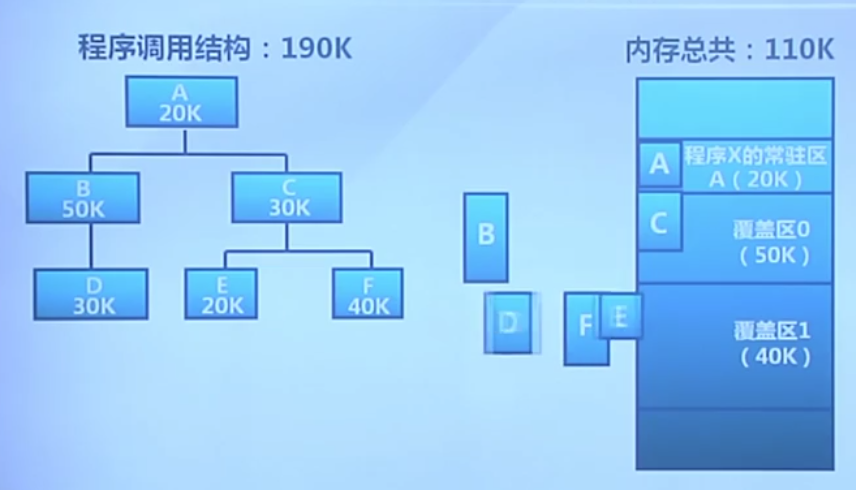 程序调用结构：190K
内存总共：110K
A
20K
B
50K
C
30K
D
30K
E
20K
F
40K
B
D
F
E
A
程序X的常驻区
A（20K）
C
覆盖区0
（50K）
覆盖区1
（40K）